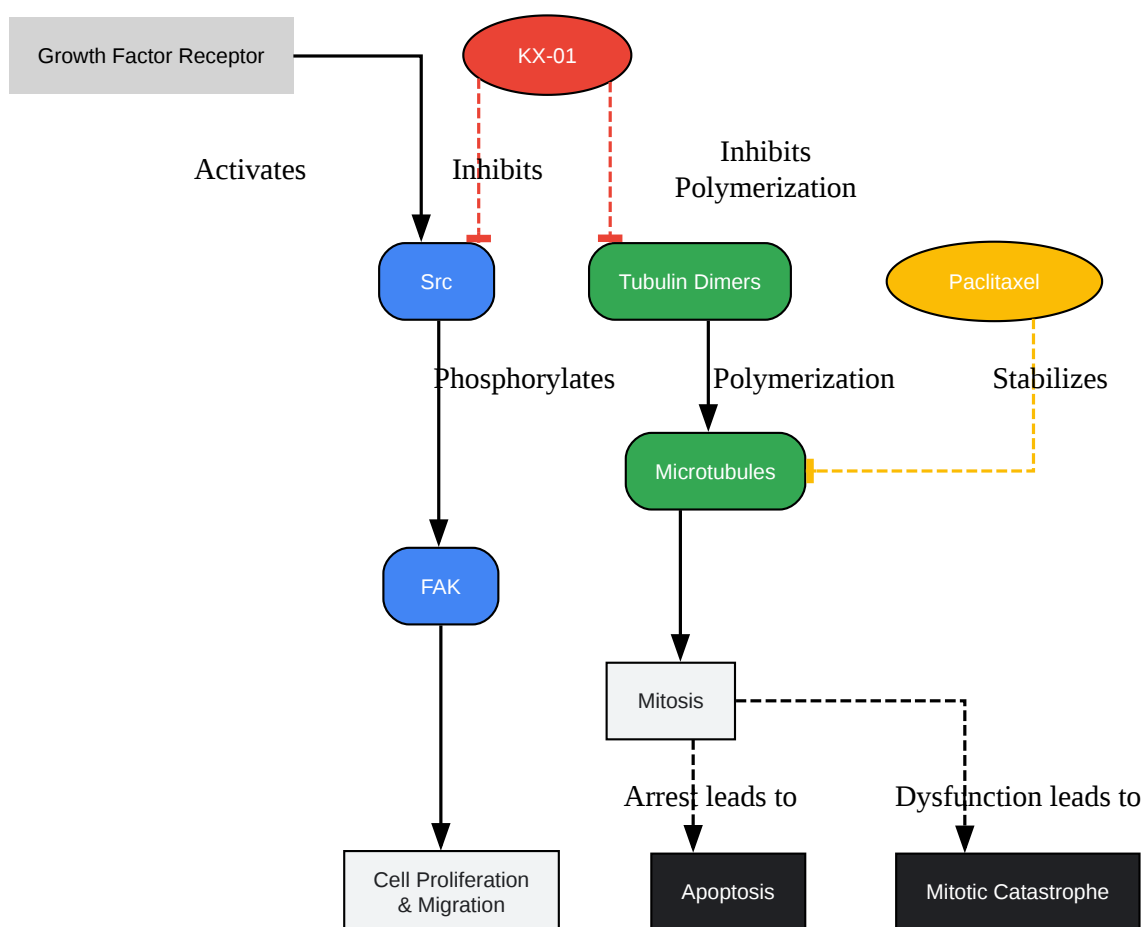 Growth Factor Receptor
KX-01
Activates
Inhibits
Inhibits
Polymerization
Src
Tubulin Dimers
Paclitaxel
Phosphorylates
Polymerization
Stabilizes
Microtubules
FAK
Mitosis
Arrest leads to
Dysfunction leads to
Cell Proliferation
& Migration
Apoptosis
Mitotic Catastrophe